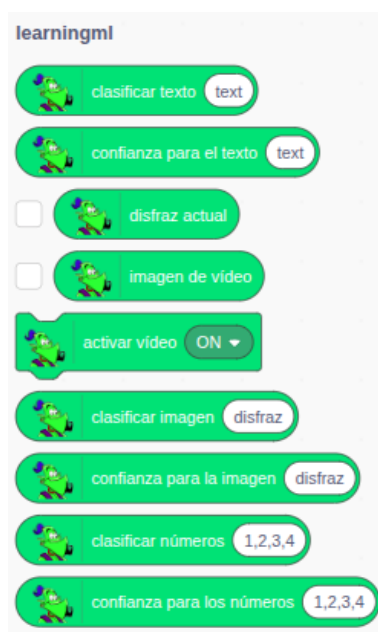 learningml
clasificar texto text
confianza para el texto text
disfraz actual
imagen de vídeo
activar vídeo ON
clasificar imagen disfraz
confianza para la imagen disfraz
clasificar números 1,2,3,4
confianza para los números 1,2,3,4